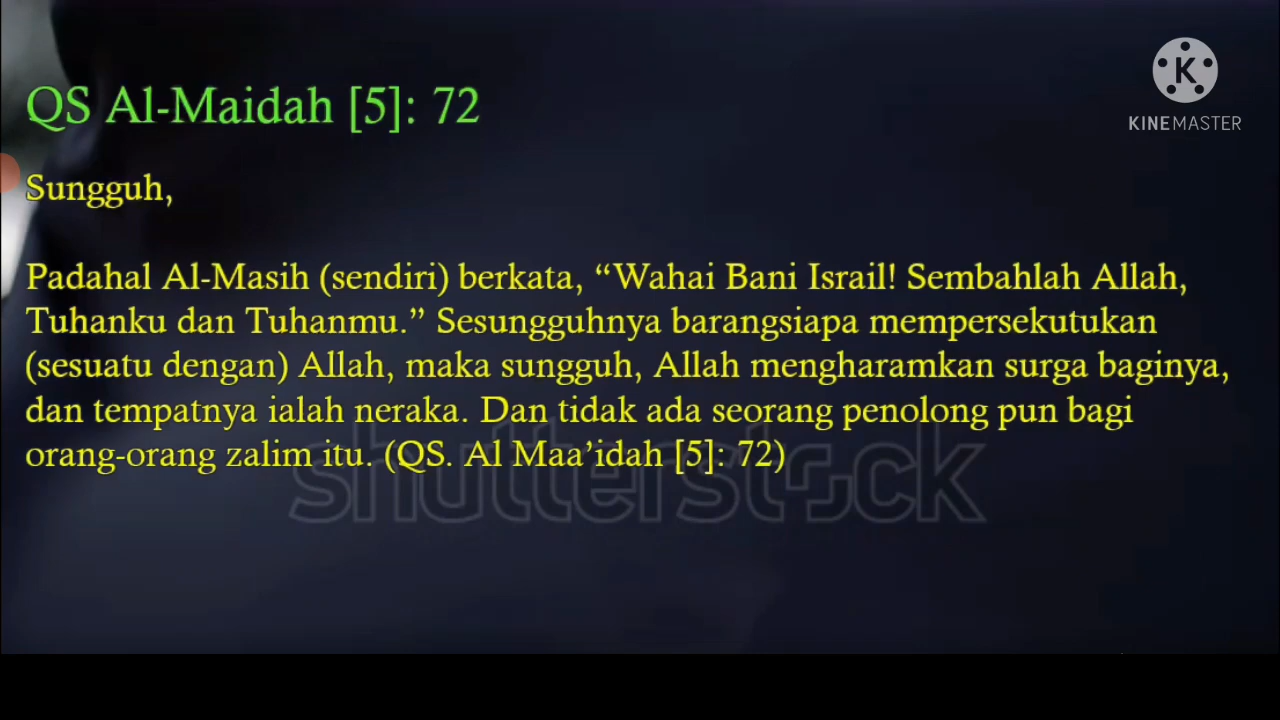 QS Al-Maidah [5]: 72
KINEMASTER
Sungguh,
Padahal Al-Masih (sendiri) berkata, “Wahai Bani Israil! Sembahlah Allah,
Tuhanku dan Tuhanmu.” Sesungguhnya barangsiapa mempersekutukan
(sesuatu dengan) Allah, maka sungguh, Allah mengharamkan surga baginya,
dan tempatnya ialah neraka. Dan tidak ada seorang penolong pun bagi
orang-orang zalim itu. (QS. Al Maa’idah [5]: 72)
shutterstock